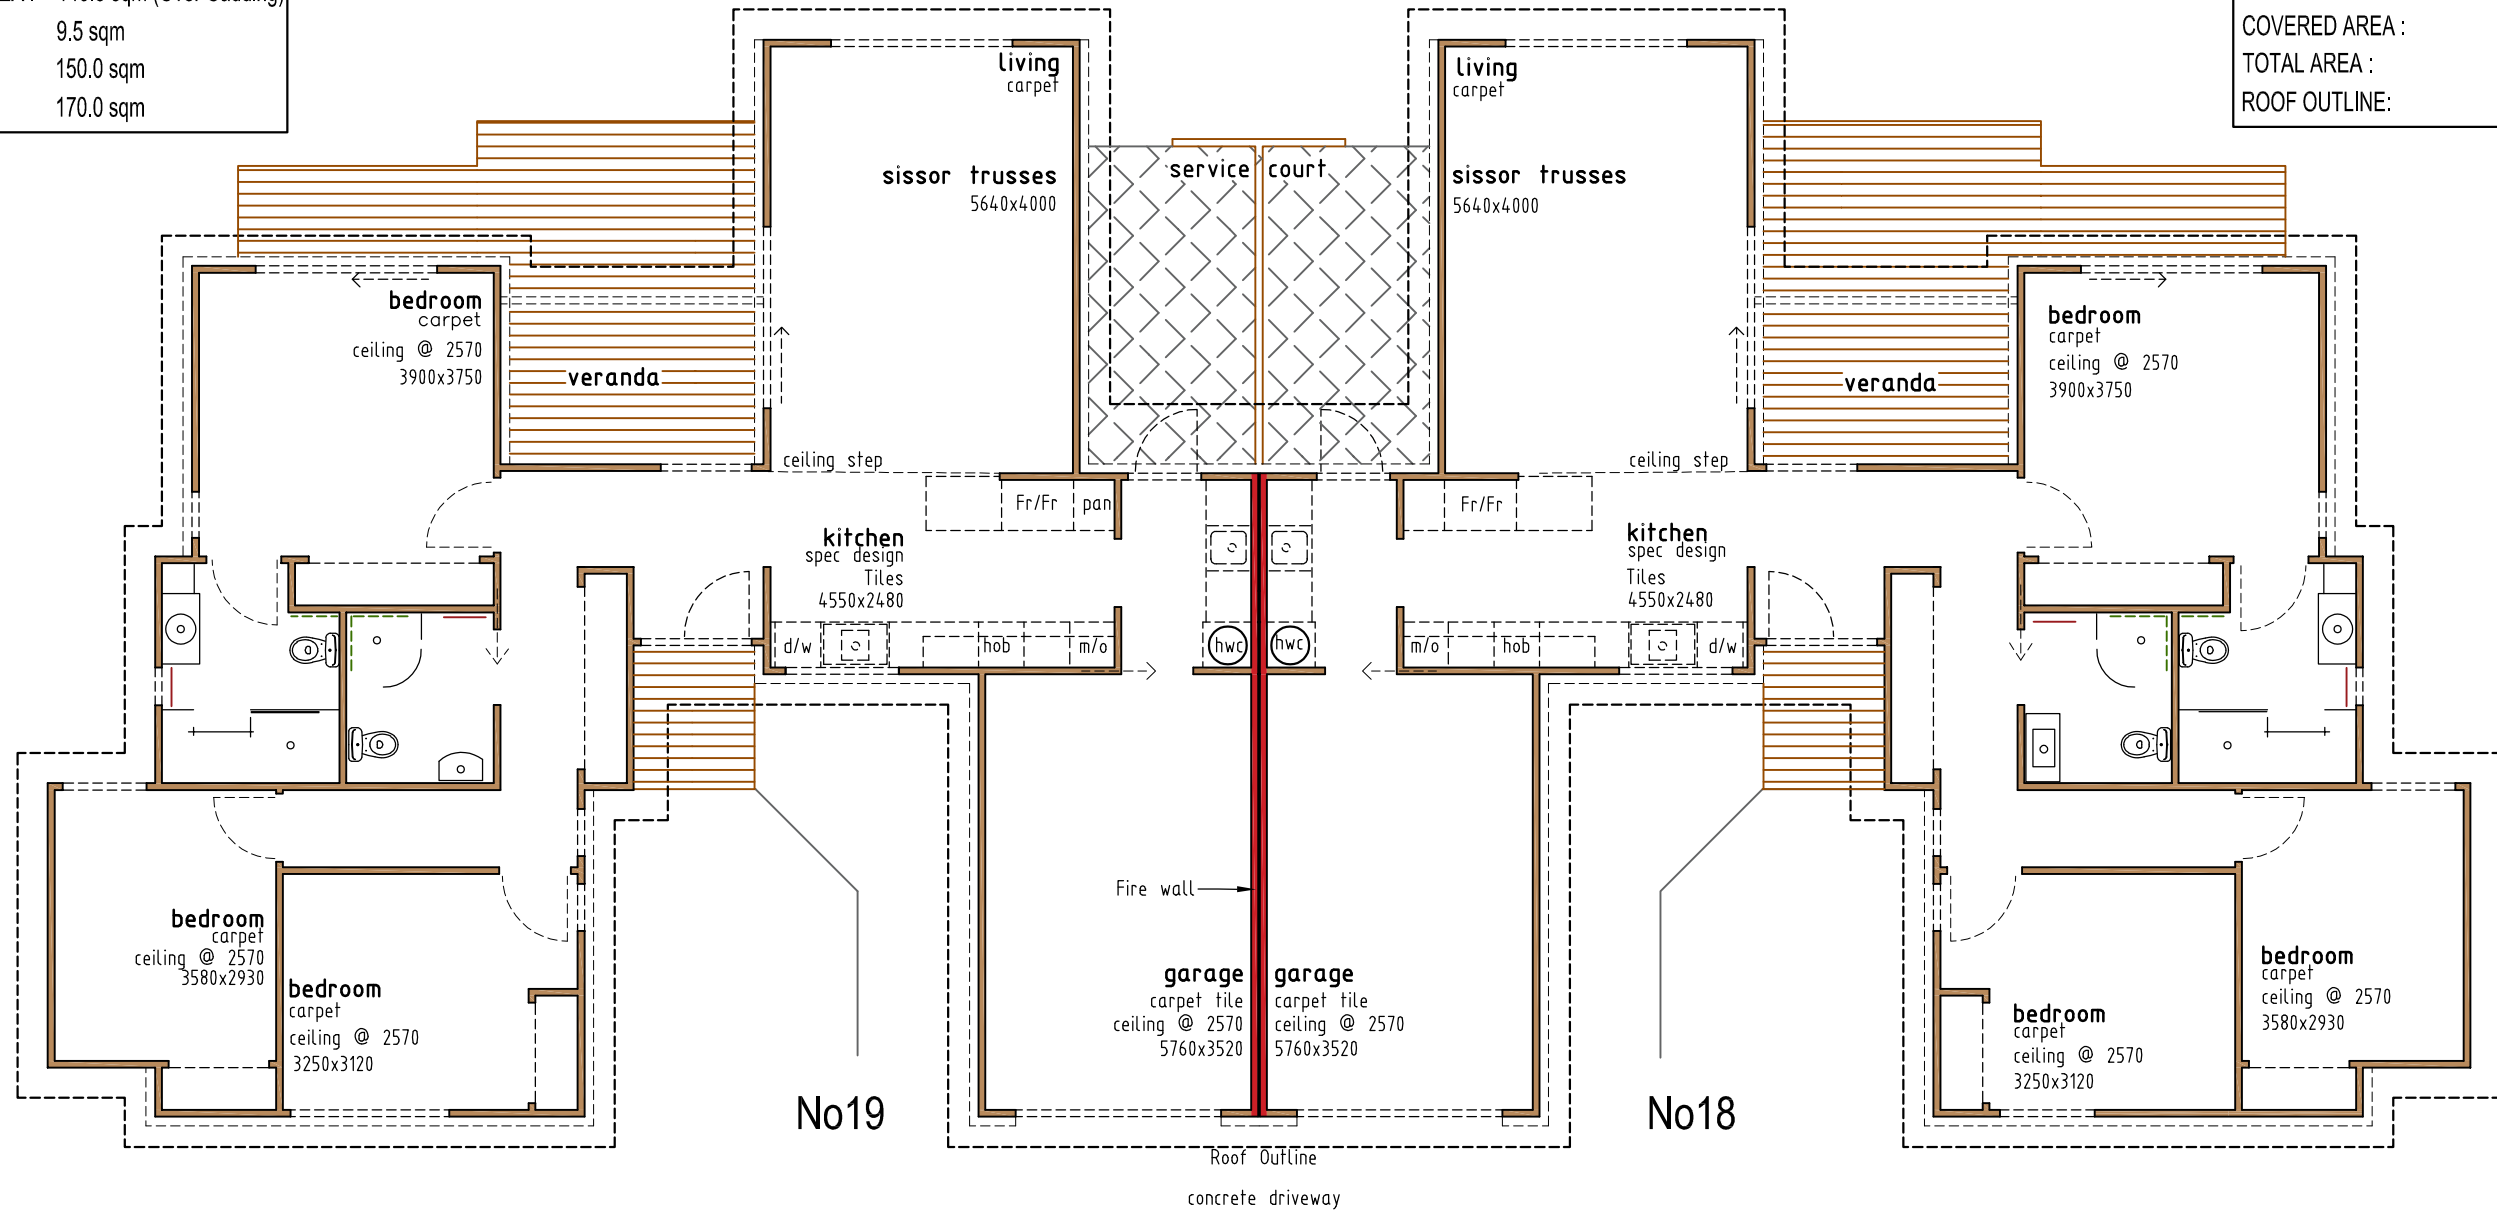 (Over Cladding)
9.5 sqm
150.0 sqm
170.0 sqm
COVERED AREA :
TOTAL AREA :
ROOF OUTLINE:
living
carpet
sissor trusses
5640x4000
service court
living
carpet
sissor trusses
5640x4000
bedroom
carpet
ceiling @ 2570
3900x3750
veranda
veranda
bedroom
carpet
ceiling @ 2570
3900x3750
ceiling step
ceiling step
Fr/Fr pan
Fr/Fr
kitchen
spec design
Tiles
4550x2480
kitchen
spec design
Tiles
4550x2480
d/w hob m/o
hwc hwc
m/o hob d/w
Fire wall
bedroom
carpet
ceiling @ 2570
3580x2930
bedroom
carpet
ceiling @ 2570
3250x3120
garage
carpet tile
ceiling @ 2570
5760x3520
garage
carpet tile
ceiling @ 2570
5760x3520
bedroom
carpet
ceiling @ 2570
3250x3120
bedroom
carpet
ceiling @ 2570
3580x2930
No19
No18
Roof Outline
concrete driveway